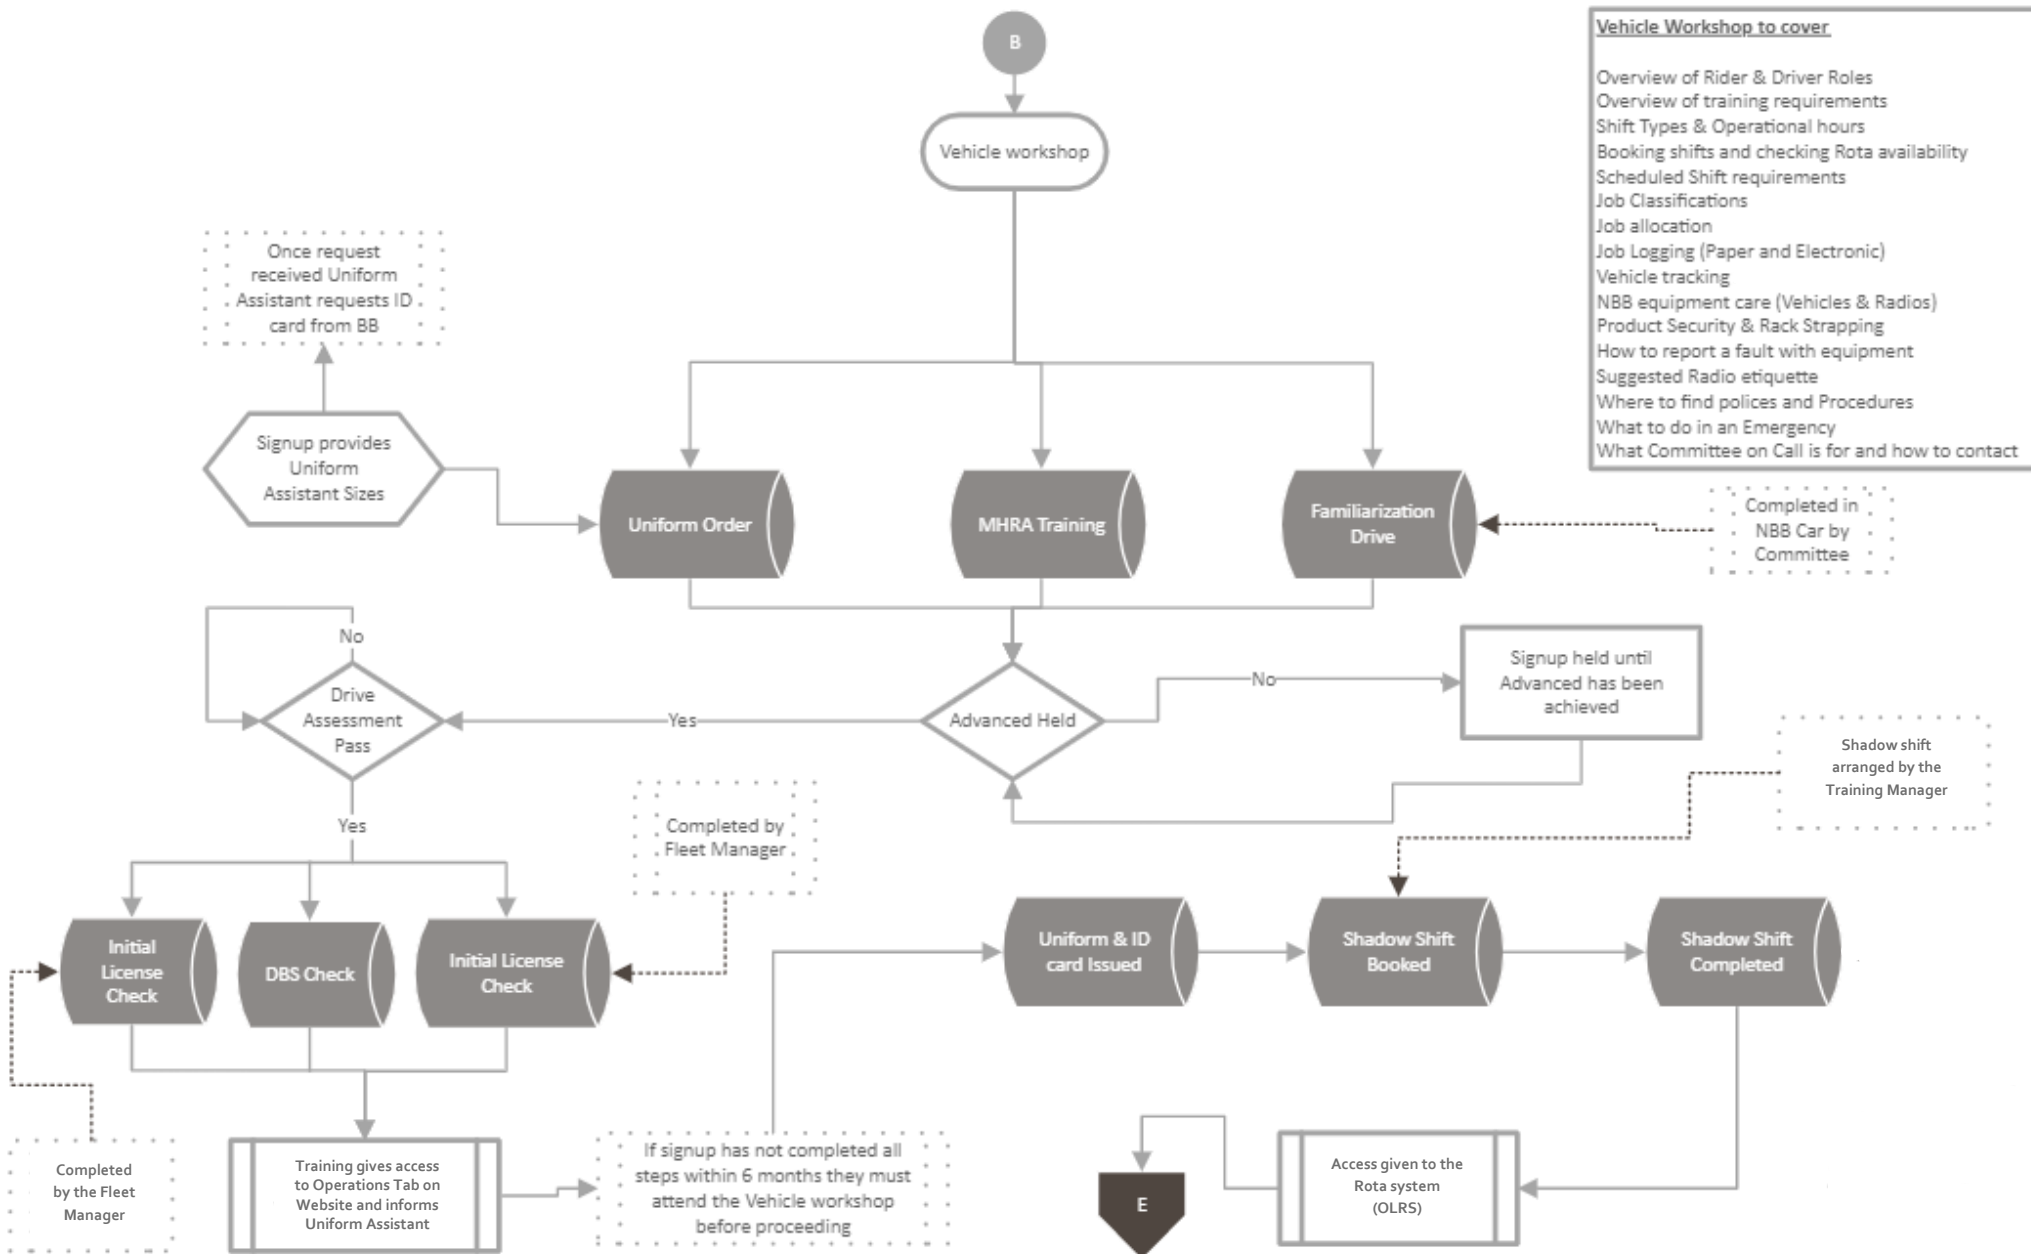 B
Vehicle workshop
Vehicle Workshop to cover
Overview of Rider & Driver Roles
Overview of training requirements
Shift Types & Operational hours
Booking shifts and checking Rota availability
Scheduled Shift requirements
Job Classifications
Job allocation
Job Logging (Paper and Electronic)
Vehicle tracking
NBB equipment care (Vehicles & Radios)
Product Security & Rack Strapping
How to report a fault with equipment
Suggested Radio etiquette
Where to find polices and Procedures
What to do in an Emergency
What Committee on Call is for and how to contact
Once request
received Uniform
Assistant requests ID
card from BB
Signup provides
Uniform
Assistant Sizes
Uniform Order
MHRA Training
Familiarization
Drive
Completed in
NBB Car by
Committee
No
Drive
Assessment
Pass
Yes
Advanced Held
No
Signup held until
Advanced has been
achieved
Shadow shift
arranged by the
Training Manager
Yes
Completed by
Fleet Manager
Initial
License
Check
DBS Check
Initial License
Check
Uniform & ID
card Issued
Shadow Shift
Booked
Shadow Shift
Completed
Completed
by the Fleet
Manager
Training gives access
to Operations Tab on
Website and informs
Uniform Assistant
If signup has not completed all
steps within 6 months they must
attend the Vehicle workshop
before proceeding
E
Access given to the
Rota system
(OLRS)